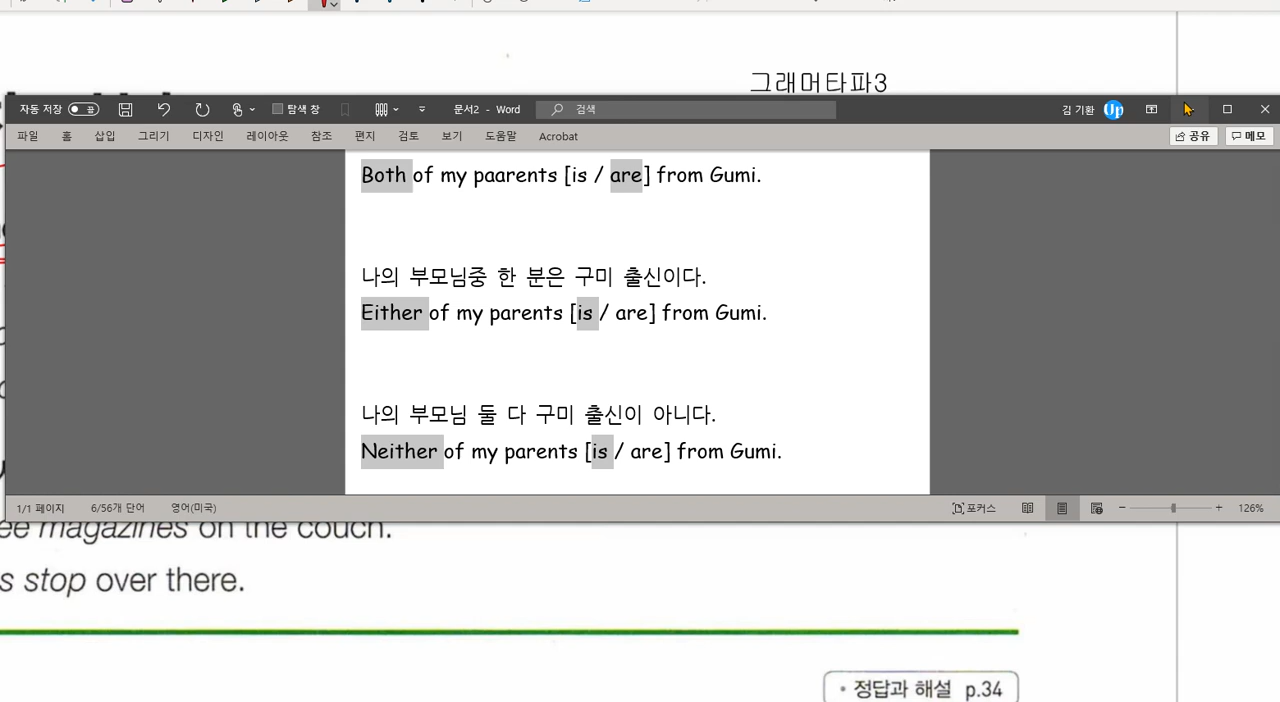 그래머타파3
자동 저장 끔 탐색 창 문서2 - Word 검색 김 기환 Up
파일 홈 삽입 그리기 디자인 레이아웃 참조 편지 검토 보기 도움말 Acrobat 공유 메모
Both of my paarents [is / are] from Gumi.
나의 부모님중 한 분은 구미 출신이다.
Either of my parents [is / are] from Gumi.
나의 부모님 둘 다 구미 출신이 아니다.
Neither of my parents [is / are] from Gumi.
1/1 페이지 6/56개 단어 영어(미국) 포커스 126%
ee magazines on the couch.
s stop over there.
• 정답과 해설 p.34